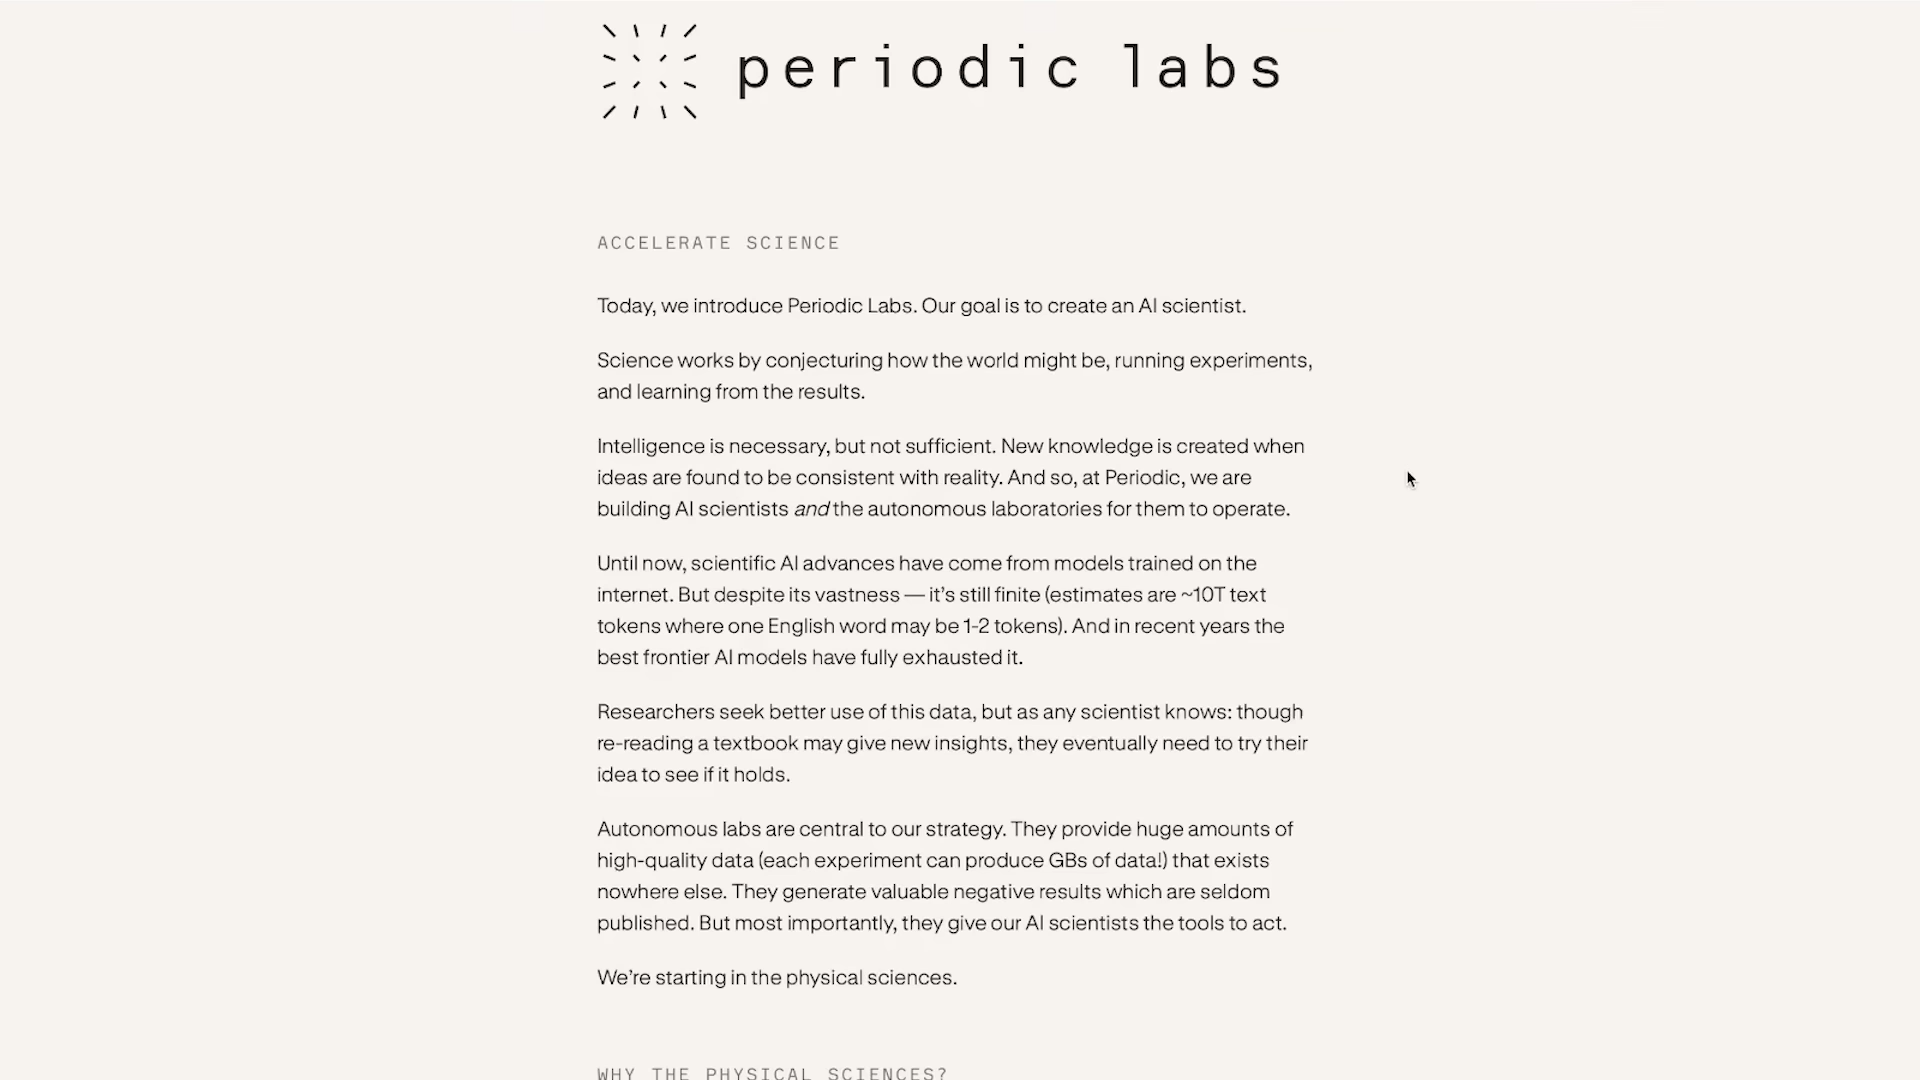 periodic labs
ACCELERATE SCIENCE
Today, we introduce Periodic Labs. Our goal is to create an AI scientist.
Science works by conjecturing how the world might be, running experiments,
and learning from the results.
Intelligence is necessary, but not sufficient. New knowledge is created when
ideas are found to be consistent with reality. And so, at Periodic, we are
building AI scientists and the autonomous laboratories for them to operate.
Until now, scientific AI advances have come from models trained on the
internet. But despite its vastness — it’s still finite (estimates are ~10T text
tokens where one English word may be 1-2 tokens). And in recent years the
best frontier AI models have fully exhausted it.
Researchers seek better use of this data, but as any scientist knows: though
re-reading a textbook may give new insights, they eventually need to try their
idea to see if it holds.
Autonomous labs are central to our strategy. They provide huge amounts of
high-quality data (each experiment can produce GBs of data!) that exists
nowhere else. They generate valuable negative results which are seldom
published. But most importantly, they give our AI scientists the tools to act.
We’re starting in the physical sciences.
WHY THE PHYSICAL SCIENCES?